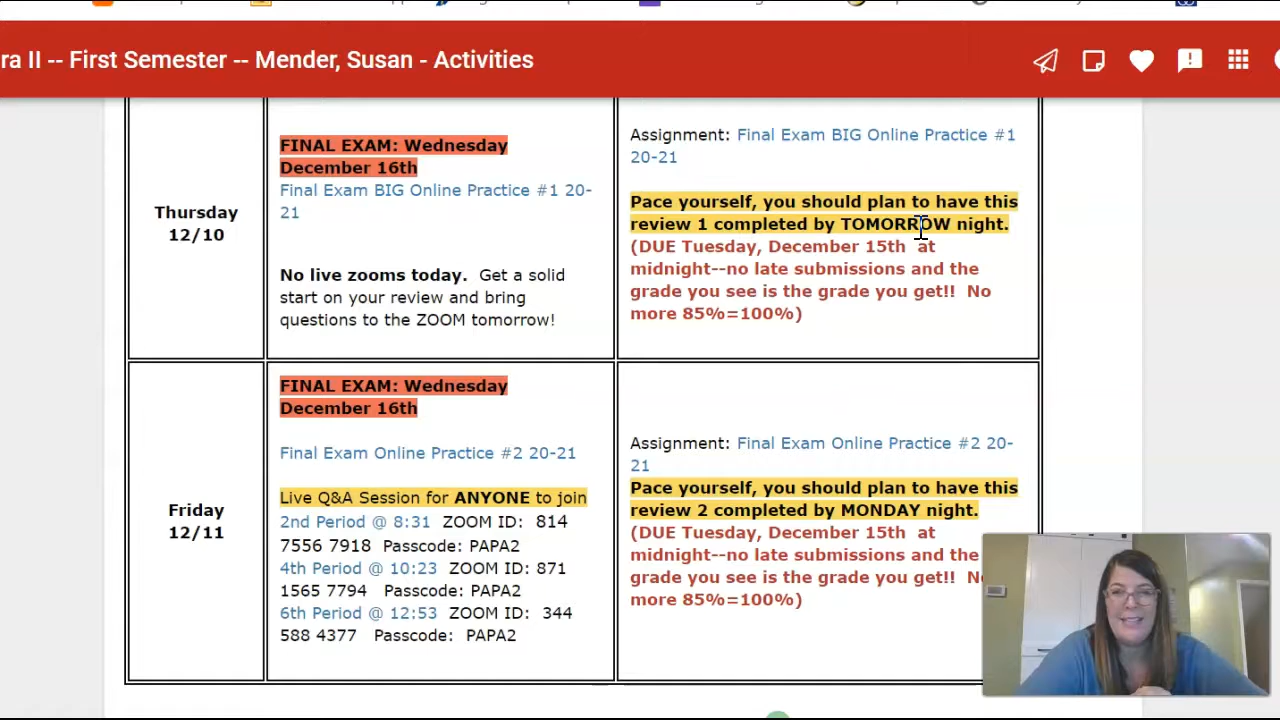 ra II -- First Semester -- Mender, Susan - Activities
Thursday
12/10
FINAL EXAM: Wednesday
December 16th
Final Exam BIG Online Practice #1 20-
21
No live zooms today.  Get a solid
start on your review and bring
questions to the ZOOM tomorrow!
Assignment: Final Exam BIG Online Practice #1
20-21
Pace yourself, you should plan to have this
review 1 completed by TOMORROW night.
(DUE Tuesday, December 15th  at
midnight--no late submissions and the
grade you see is the grade you get!!  No
more 85%=100%)
Friday
12/11
FINAL EXAM: Wednesday
December 16th
Final Exam Online Practice #2 20-21
Live Q&A Session for ANYONE to join
2nd Period @ 8:31  ZOOM ID:  814
7556 7918  Passcode: PAPA2
4th Period @ 10:23  ZOOM ID: 871
1565 7794   Passcode: PAPA2
6th Period @ 12:53  ZOOM ID:  344
588 4377   Passcode:  PAPA2
Assignment: Final Exam Online Practice #2 20-
21
Pace yourself, you should plan to have this
review 2 completed by MONDAY night.
(DUE Tuesday, December 15th  at
midnight--no late submissions and the
grade you see is the grade you get!!
more 85%=100%)